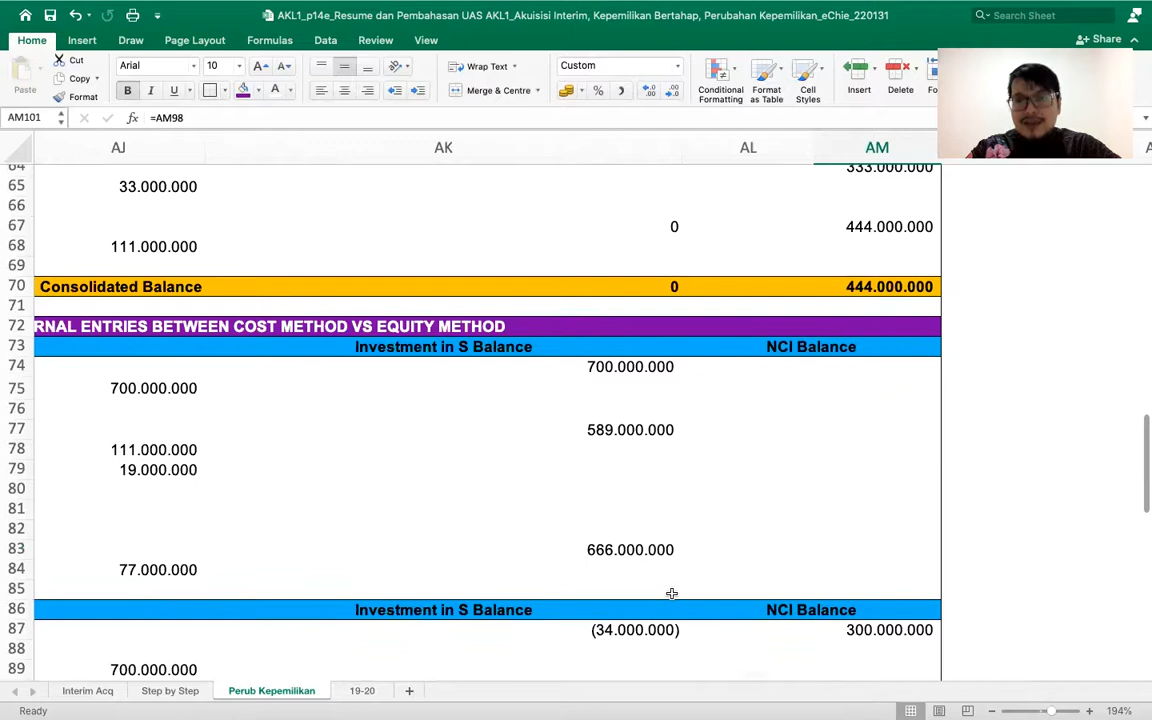 AKL1_p14e_Resume dan Pembahasan UAS AKL1_Akuisisi Interim, Kepemilikan Bertahap, Perubahan Kepemilikan_eChie_220131
Search Sheet
Home Insert Draw Page Layout Formulas Data Review View
Share
Paste
Cut
Copy
Format
Arial 10
B I U
Wrap Text
Merge & Centre
Custom
Conditional Formatting
Format as Table
Cell Styles
Insert
Delete
Fo
AM101 fx =AM98
AJ AK AL AM A
64 333.000.000
65 33.000.000
66
67 0 444.000.000
68 111.000.000
69
70 Consolidated Balance 0 444.000.000
71
72 RNAL ENTRIES BETWEEN COST METHOD VS EQUITY METHOD
73 Investment in S Balance NCI Balance
74 700.000.000
75 700.000.000
76
77 589.000.000
78 111.000.000
79 19.000.000
80
81
82
83 666.000.000
84 77.000.000
85
86 Investment in S Balance NCI Balance
87 (34.000.000) 300.000.000
88
89 700.000.000
Interim Acq Step by Step Perub Kepemilikan 19-20 +
Ready 194%